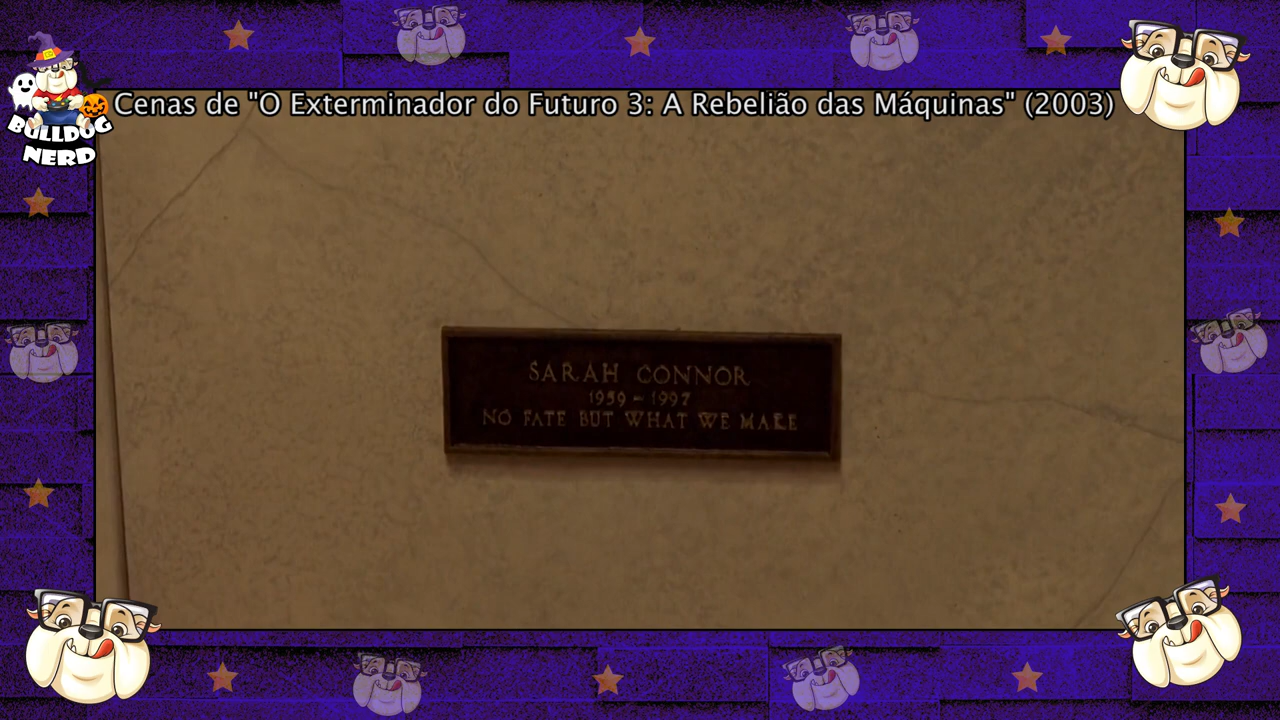 Cenas de "O Exterminador do Futuro 3: A Rebelião das Máquinas" (2003)
BULLDOG
NERD
SARAH CONNOR
1959 - 1997
NO FATE BUT WHAT WE MAKE